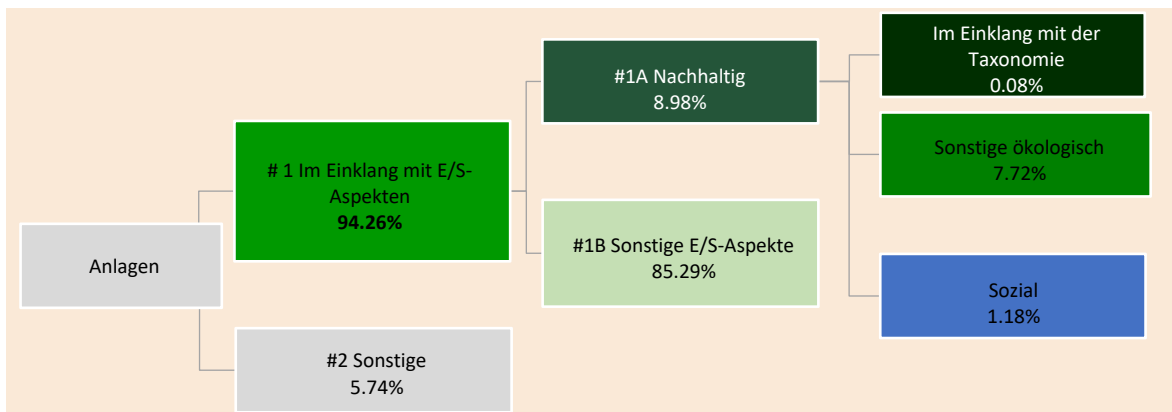 Anlagen
# 1 Im Einklang mit E/S-
Aspekten
94.26%
#2 Sonstige
5.74%
#1A Nachhaltig
8.98%
#1B Sonstige E/S-Aspekte
85.29%
Im Einklang mit der
Taxonomie
0.08%
Sonstige ökologisch
7.72%
Sozial
1.18%